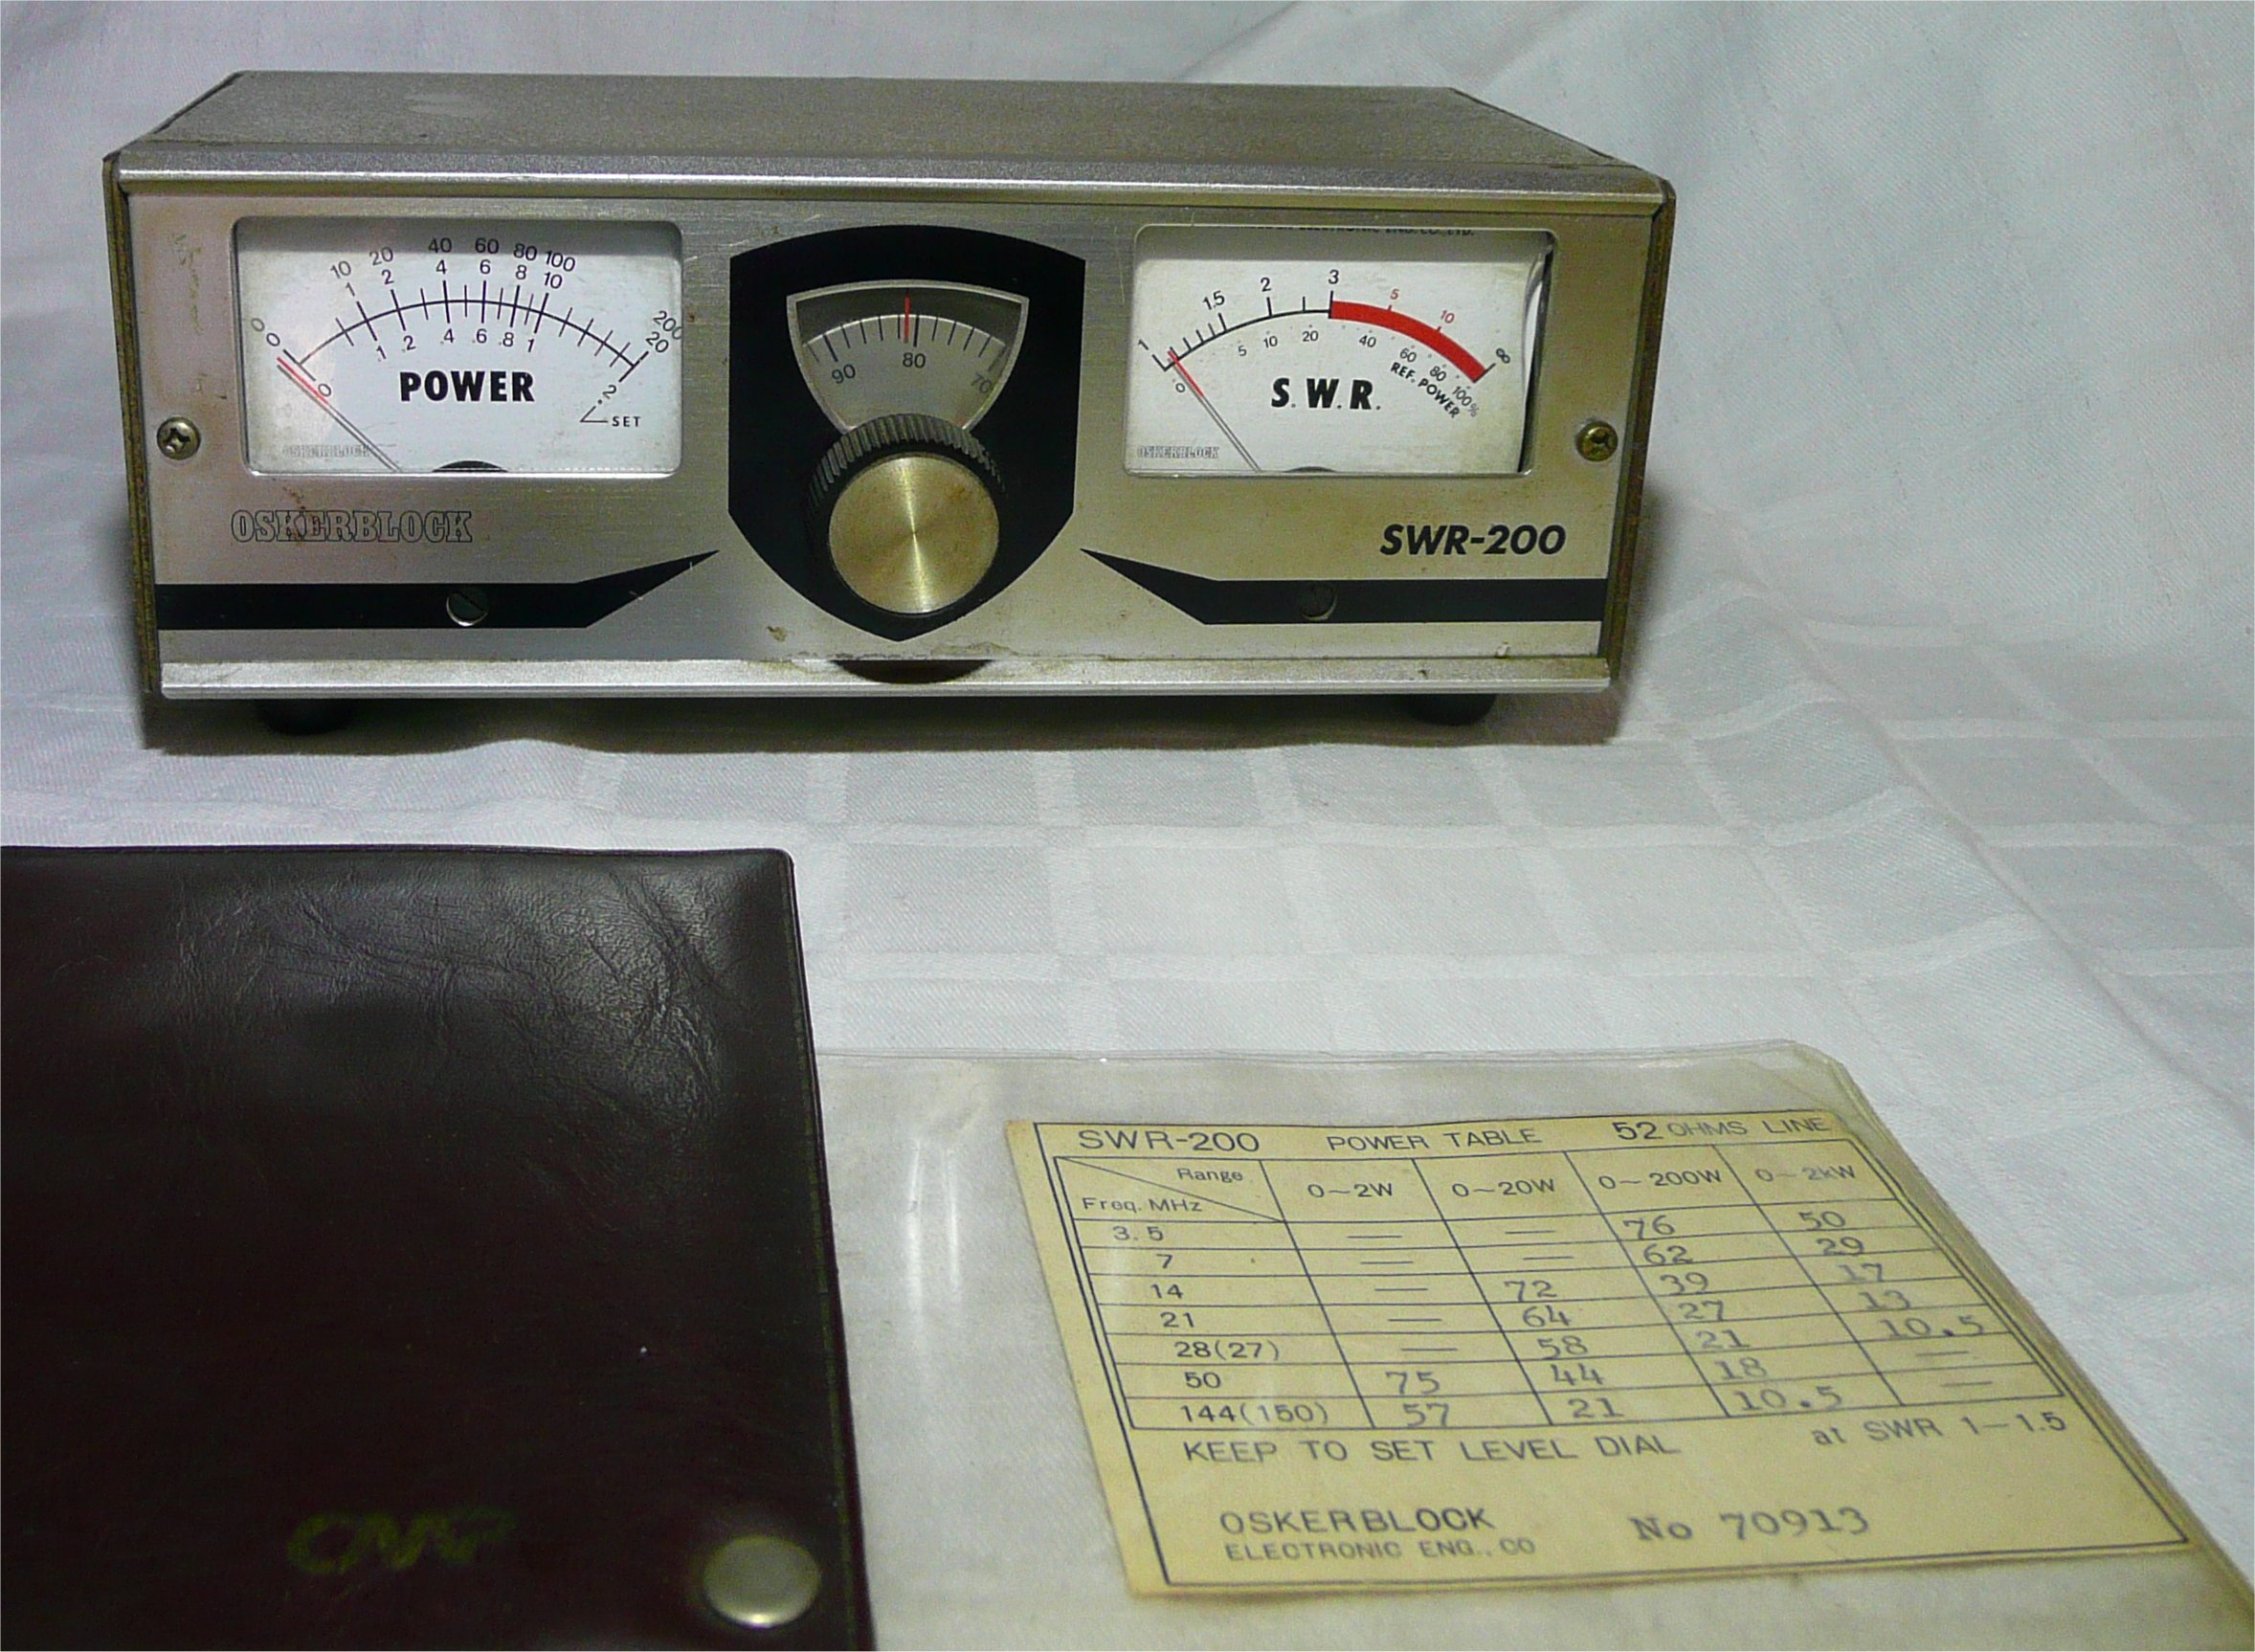 10 20 40 60 80 100 200
0 1 2 4 6 8 10 20
0 .1 .2 .4 .6 .8 1 .2
POWER
SET
OSKERBLOCK
90 80 70
1 1.5 2 3 5 10 ∞
0 5 10 20 40 60 80 100%
REF. POWER
S.W.R.
OSKERBLOCK
OSKERBLOCK
SWR-200
SWR-200 POWER TABLE 52 OHMS LINE
Range 0~2W 0~20W 0~200W 0~2kW
Freq. MHz
3.5 — — 76 50
7 — — 62 29
14 — 72 39 17
21 — 64 27 13
28(27) — 58 21 10.5
50 75 44 18 —
144(150) 57 21 10.5 —
KEEP TO SET LEVEL DIAL at SWR 1-1.5
OSKERBLOCK No 70913
ELECTRONIC ENG., CO